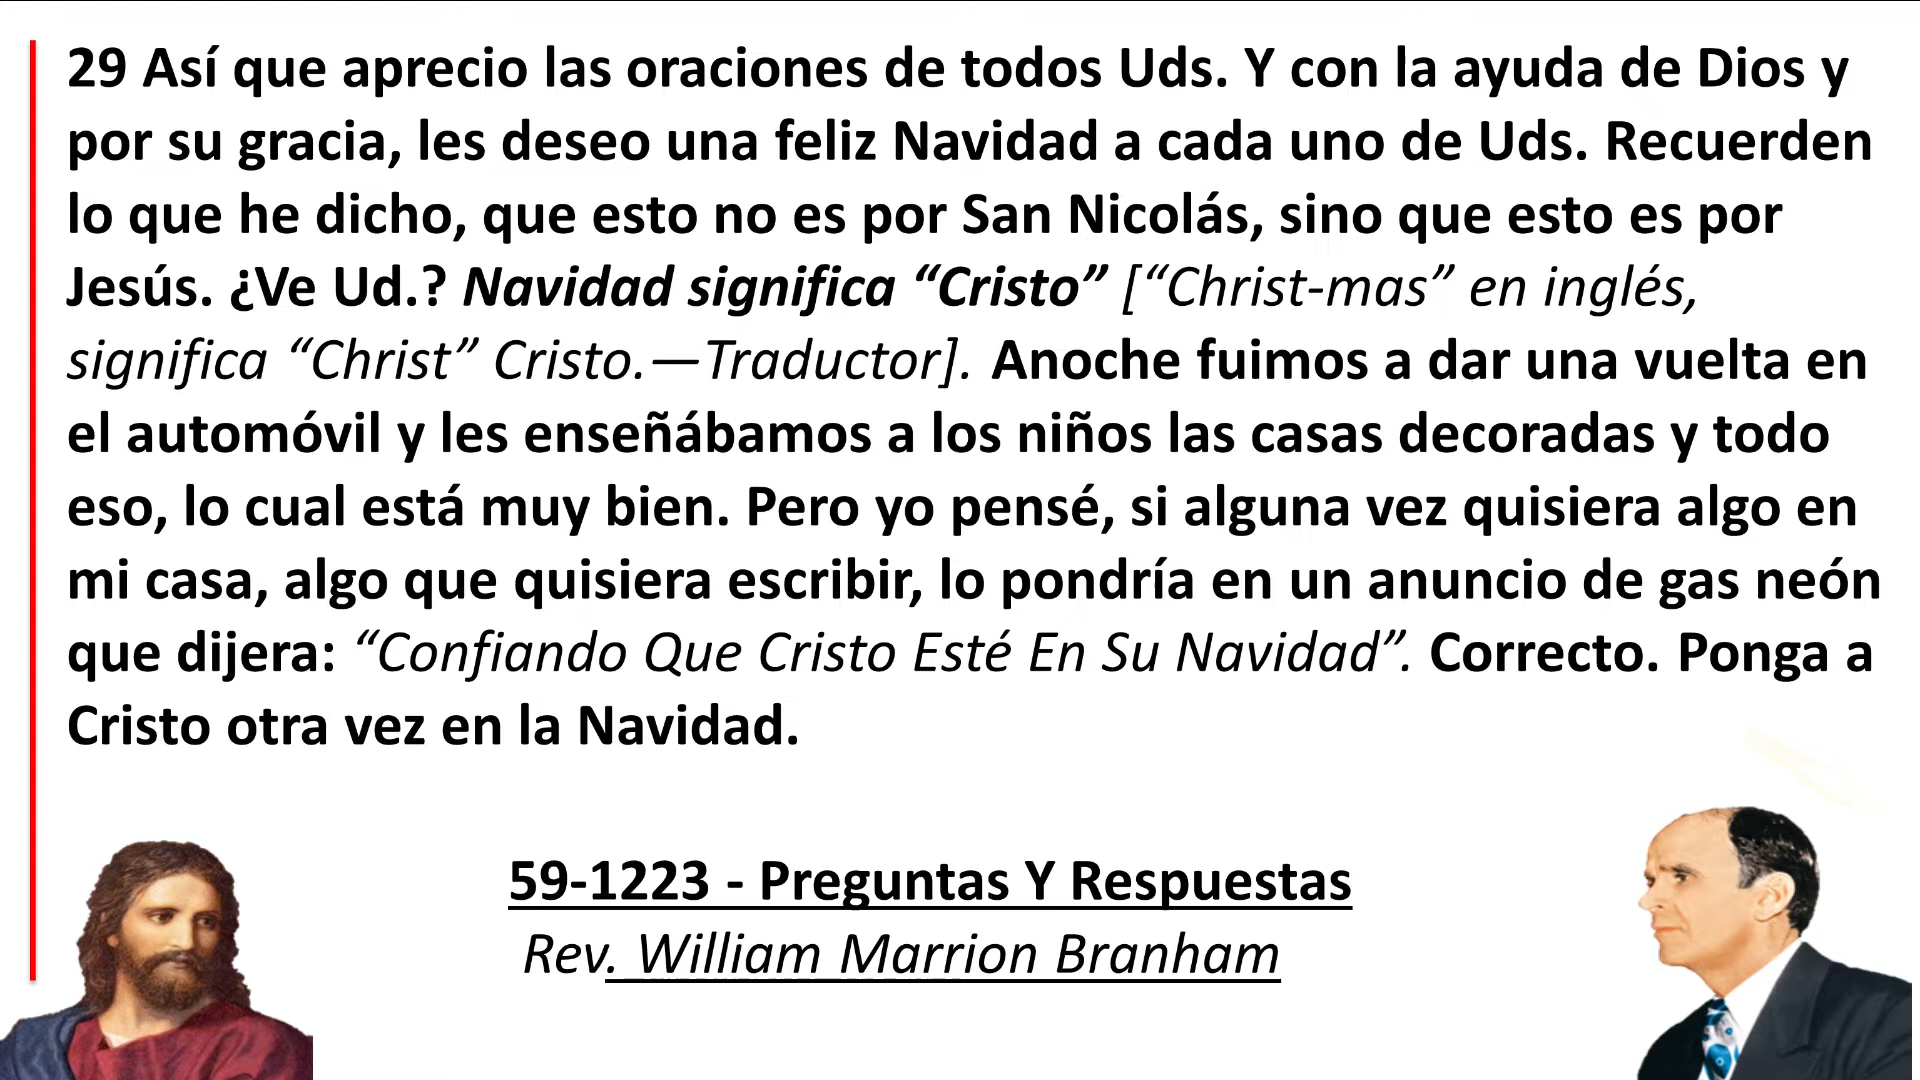 29 Así que aprecio las oraciones de todos Uds. Y con la ayuda de Dios y
por su gracia, les deseo una feliz Navidad a cada uno de Uds. Recuerden
lo que he dicho, que esto no es por San Nicolás, sino que esto es por
Jesús. ¿Ve Ud.? Navidad significa “Cristo” [“Christ-mas” en inglés,
significa “Christ” Cristo.—Traductor]. Anoche fuimos a dar una vuelta en
el automóvil y les enseñábamos a los niños las casas decoradas y todo
eso, lo cual está muy bien. Pero yo pensé, si alguna vez quisiera algo en
mi casa, algo que quisiera escribir, lo pondría en un anuncio de gas neón
que dijera: “Confiando Que Cristo Esté En Su Navidad”. Correcto. Ponga a
Cristo otra vez en la Navidad.
59-1223 - Preguntas Y Respuestas
Rev. William Marrion Branham